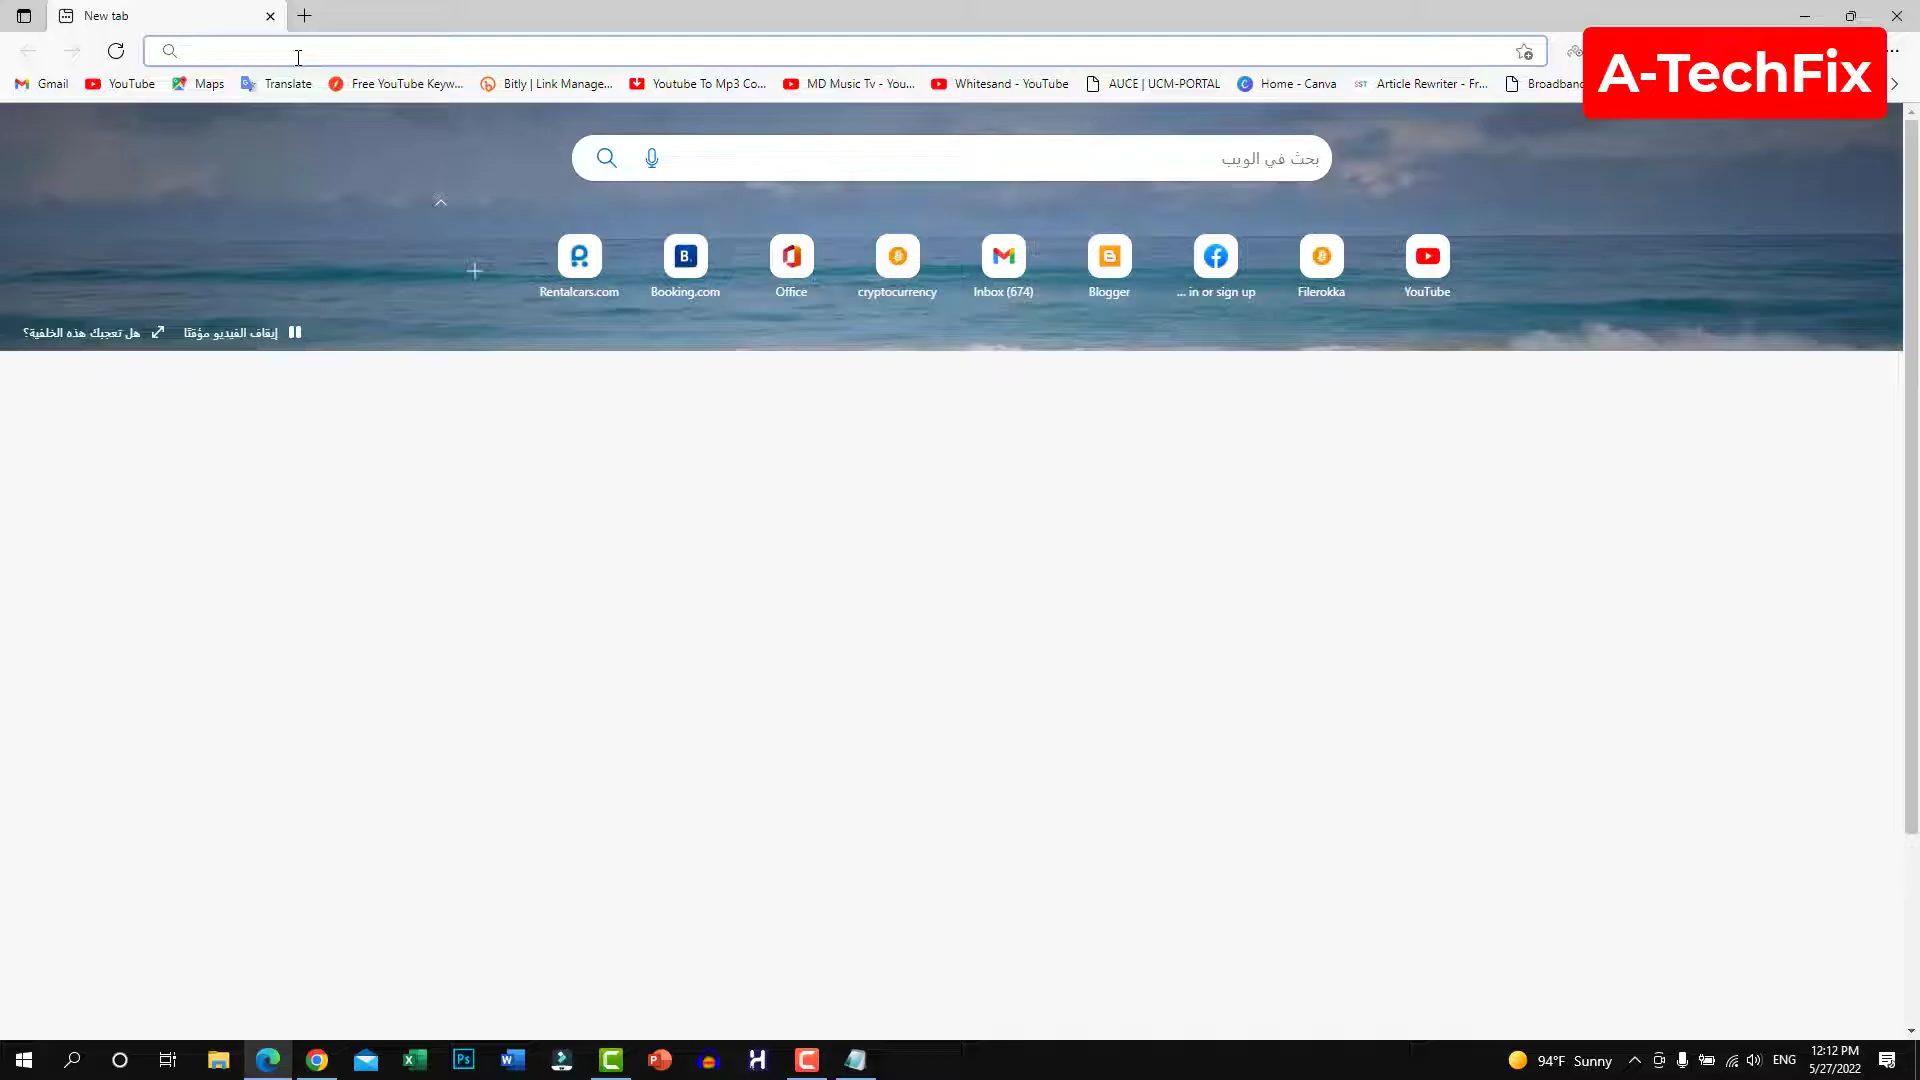 New tab
A-TechFix
Gmail YouTube Maps Translate Free YouTube Keyw... Bitly | Link Manage... Youtube To Mp3 Co... MD Music Tv - You... Whitesand - YouTube AUCE | UCM-PORTAL Home - Canva Article Rewriter - Fr... Broadband
بحث في الويب
Rentalcars.com Booking.com Office cryptocurrency Inbox (674) Blogger ... in or sign up Filerokka YouTube
هل تعجبك هذه الخلفية؟ إيقاف الفيديو مؤقتًا
94°F Sunny ENG 12:12 PM
5/27/2022